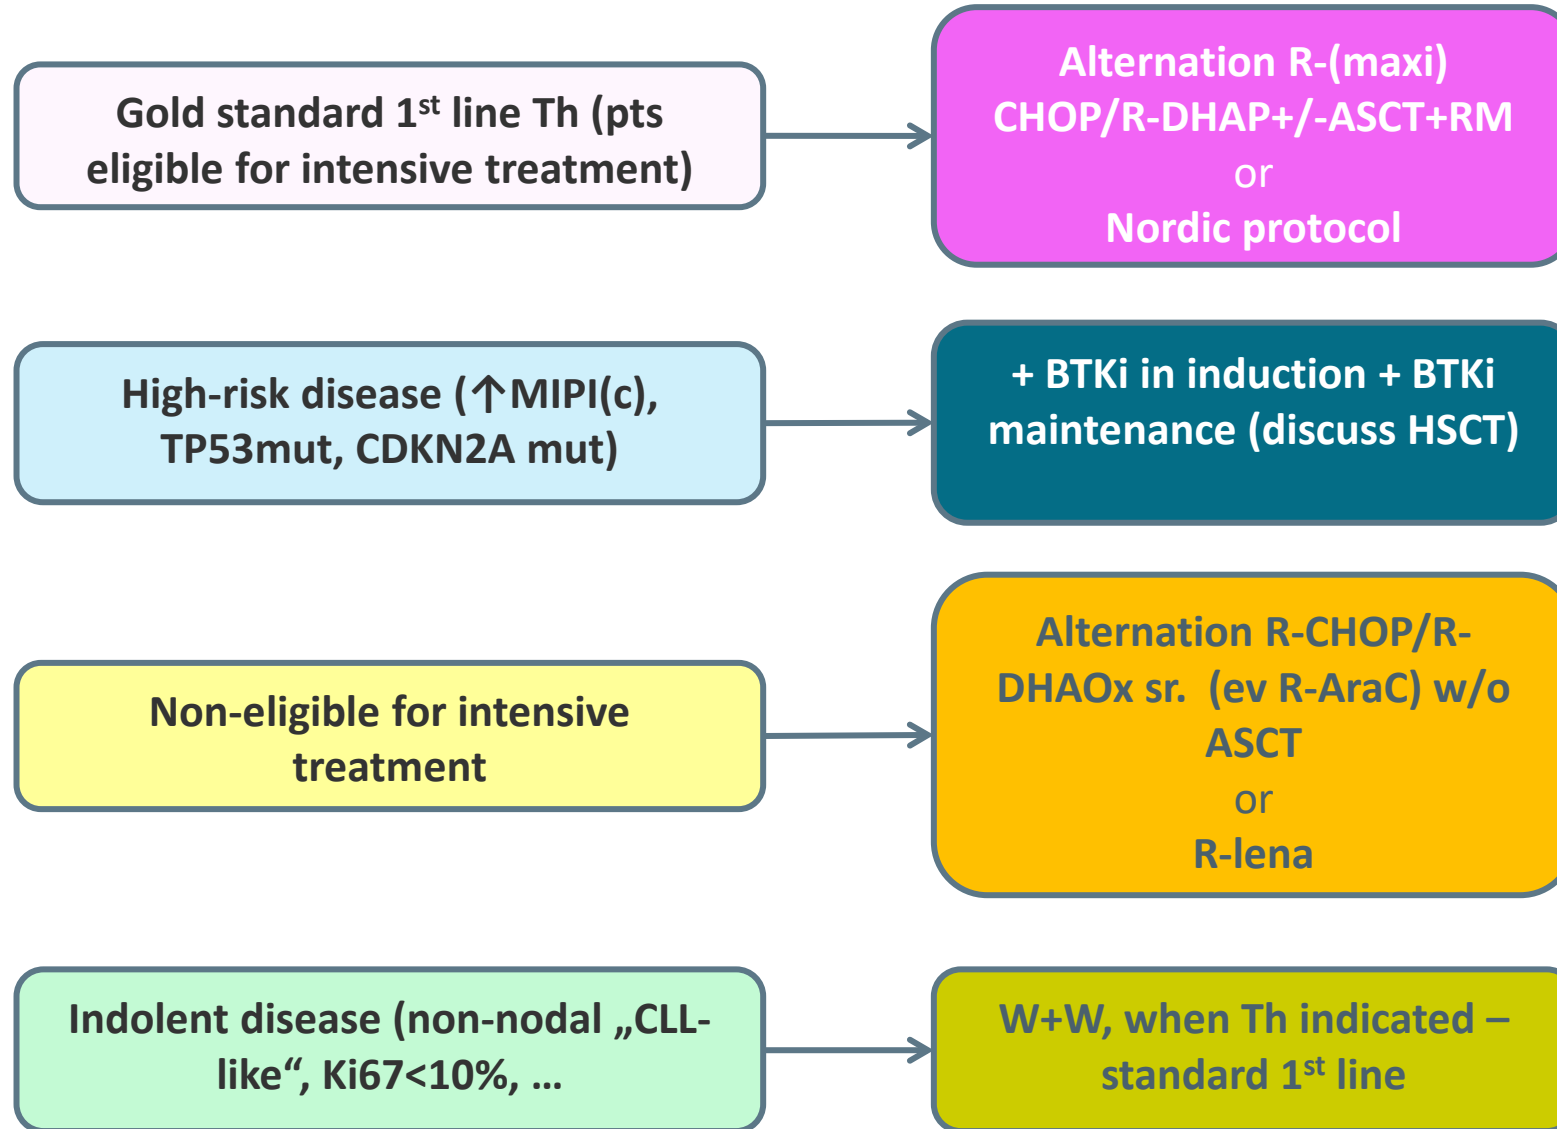 Gold standard 1st line Th (pts
eligible for intensive treatment)
Alternation R-(maxi)
CHOP/R-DHAP+/-ASCT+RM
or
Nordic protocol
High-risk disease (↑MIPI(c),
TP53mut, CDKN2A mut)
+ BTKi in induction + BTKi
maintenance (discuss HSCT)
Non-eligible for intensive
treatment
Alternation R-CHOP/R-
DHAOx sr.  (ev R-AraC) w/o
ASCT
or
R-lena
Indolent disease (non-nodal „CLL-
like“, Ki67<10%, …
W+W, when Th indicated –
standard 1st line